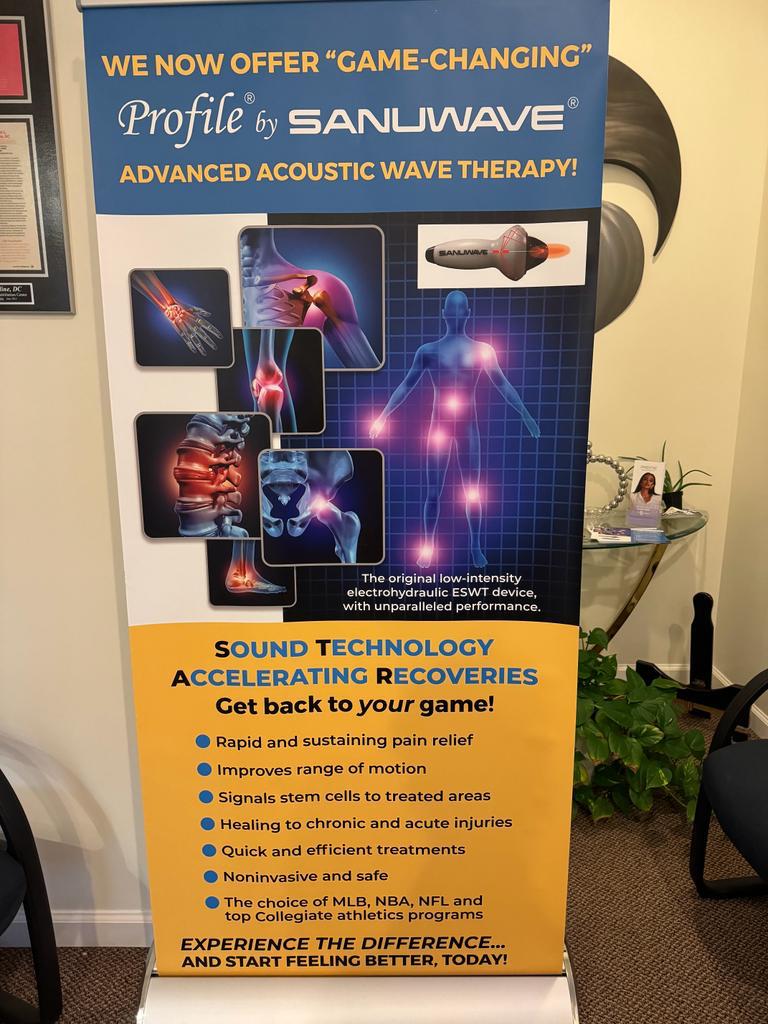 WE NOW OFFER “GAME-CHANGING”
Profile® by SANUWAVE®
ADVANCED ACOUSTIC WAVE THERAPY!
SANUWAVE
The original low-intensity
electrohydraulic ESWT device,
with unparalleled performance.
SOUND TECHNOLOGY
ACCELERATING RECOVERIES
Get back to your game!
Rapid and sustaining pain relief
Improves range of motion
Signals stem cells to treated areas
Healing to chronic and acute injuries
Quick and efficient treatments
Noninvasive and safe
The choice of MLB, NBA, NFL and
top Collegiate athletics programs
EXPERIENCE THE DIFFERENCE...
AND START FEELING BETTER, TODAY!